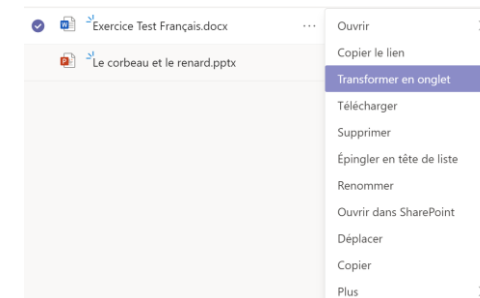 Exercice Test Français.docx
Le corbeau et le renard.pptx
Ouvrir
Copier le lien
Transformer en onglet
Télécharger
Supprimer
Épingler en tête de liste
Renommer
Ouvrir dans SharePoint
Déplacer
Copier
Plus